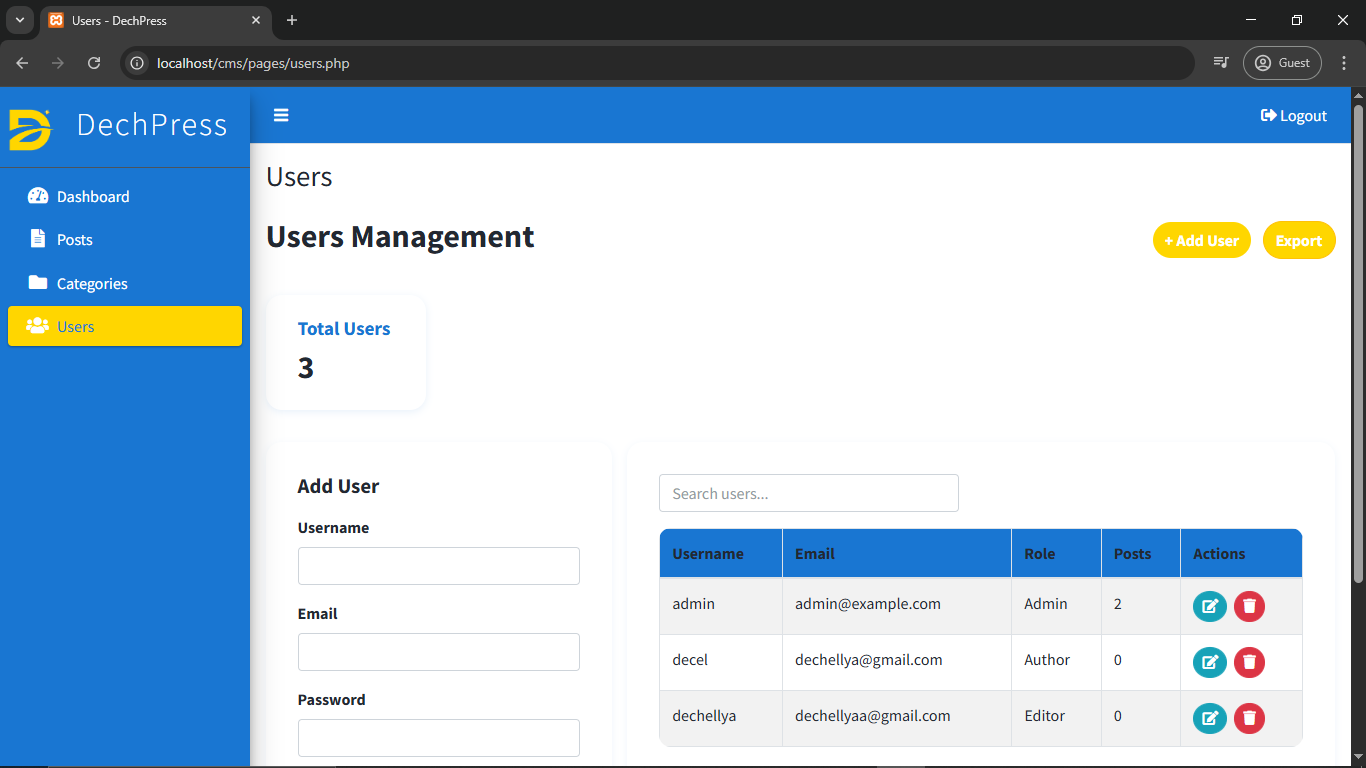 Users - DechPress
localhost/cms/pages/users.php
Guest
DechPress
Logout
Dashboard
Posts
Categories
Users
Users
Users Management
+ Add User
Export
Total Users
3
Add User
Username
Email
Password
Search users...
Username Email Role Posts Actions
admin admin@example.com Admin 2
decel dechellya@gmail.com Author 0
dechellya dechellyaa@gmail.com Editor 0